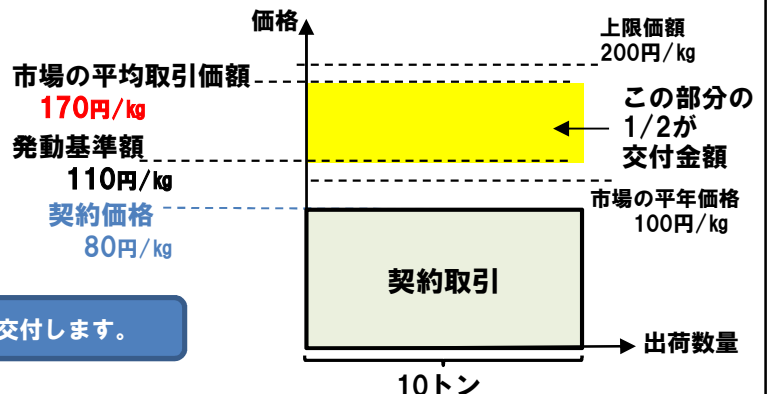 価格
上限価額
200円/kg
市場の平均取引価額
170円/kg
この部分の
1/2が
交付金額
発動基準額
110円/kg
市場の平年価格
100円/kg
契約価格
80円/kg
契約取引
交付します。
出荷数量
10トン